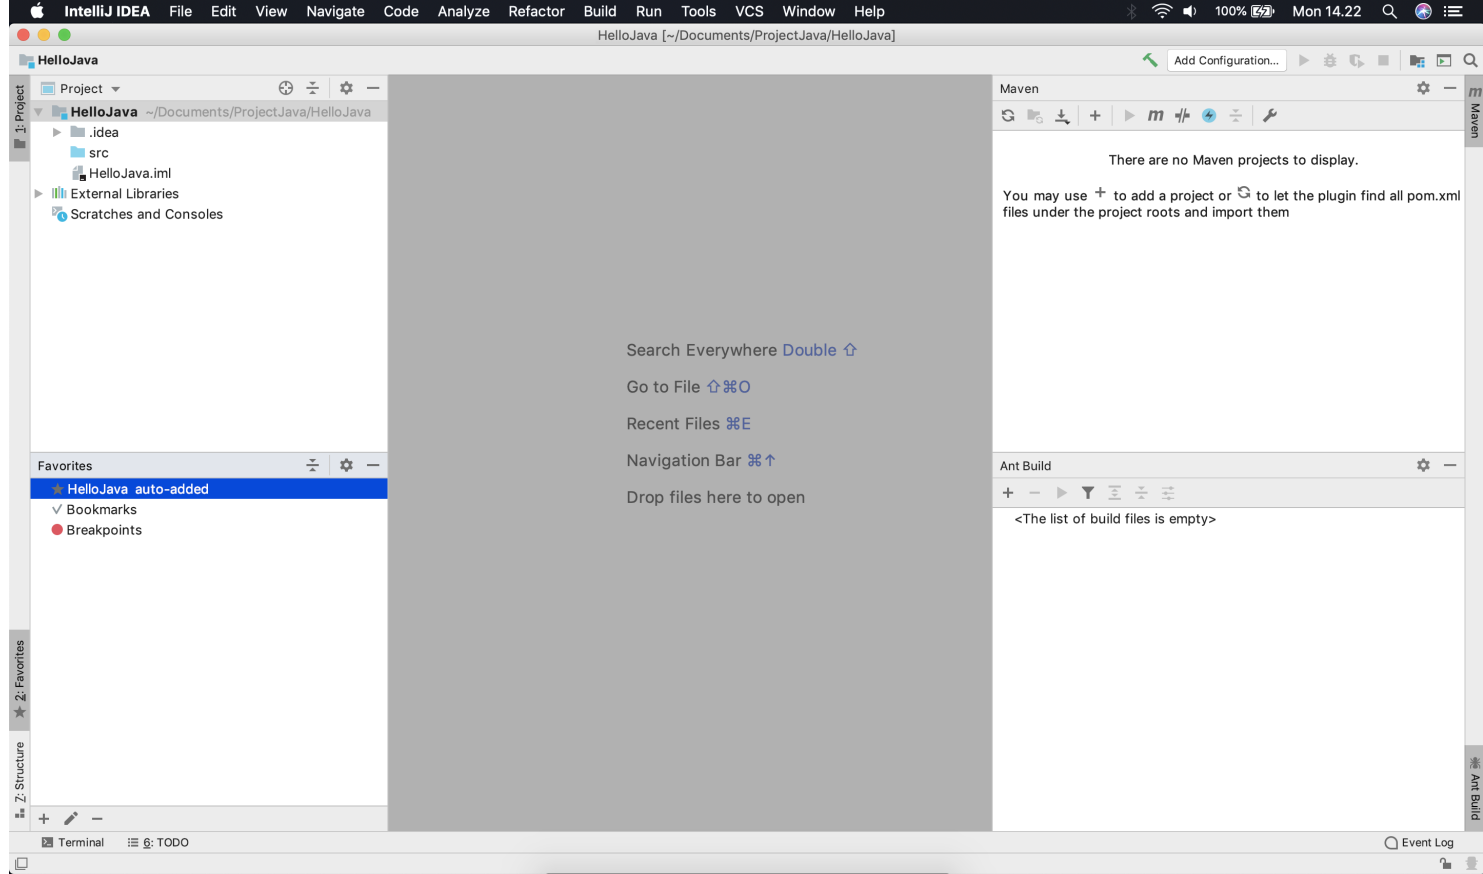 IntelliJ IDEA File Edit View Navigate Code Analyze Refactor Build Run Tools VCS Window Help 100% Mon 14.22
HelloJava [~/Documents/ProjectJava/HelloJava]
HelloJava
Add Configuration...
1: Project
Project
HelloJava ~/Documents/ProjectJava/HelloJava
.idea
src
HelloJava.iml
External Libraries
Scratches and Consoles
Search Everywhere Double ⇧
Go to File ⇧⌘O
Recent Files ⌘E
Navigation Bar ⌘↑
Drop files here to open
Maven
m
m
Maven
There are no Maven projects to display.
You may use + to add a project or to let the plugin find all pom.xml
files under the project roots and import them
Favorites
HelloJava auto-added
Bookmarks
Breakpoints
2: Favorites
Z: Structure
Ant Build
<The list of build files is empty>
Ant Build
Terminal
6: TODO
Event Log